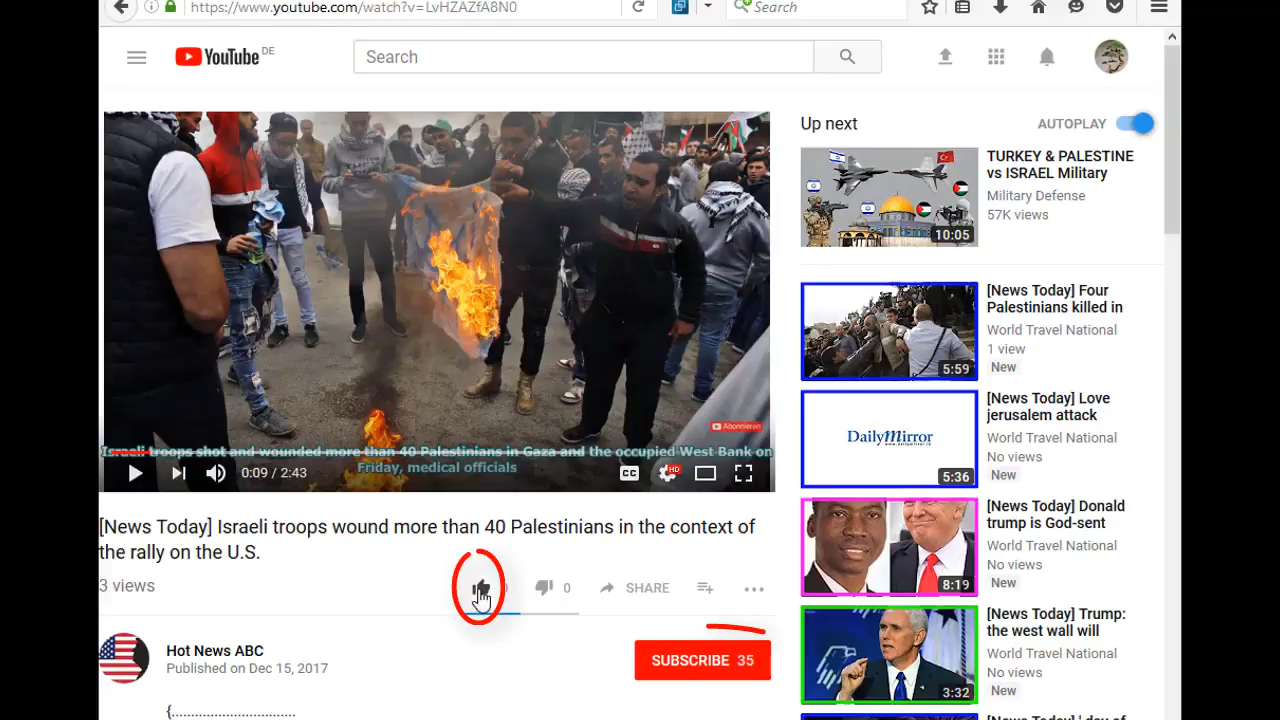 https://www.youtube.com/watch?v=LvHZAZfA8N0
Search
YouTube DE
Search
Abonnieren
Israeli troops shot and wounded more than 40 Palestinians in Gaza and the occupied West Bank on
Friday, medical officials
0:09 / 2:43
CC
HD
[News Today] Israeli troops wound more than 40 Palestinians in the context of
the rally on the U.S.
3 views
0
SHARE
Hot News ABC
Published on Dec 15, 2017
SUBSCRIBE 35
{................................
Up next
AUTOPLAY
10:05
TURKEY & PALESTINE
vs ISRAEL Military
Military Defense
57K views
5:59
[News Today] Four
Palestinians killed in
World Travel National
1 view
New
DailyMirror
5:36
[News Today] Love
jerusalem attack
World Travel National
No views
New
8:19
[News Today] Donald
trump is God-sent
World Travel National
No views
New
3:32
[News Today] Trump:
the west wall will
World Travel National
No views
New